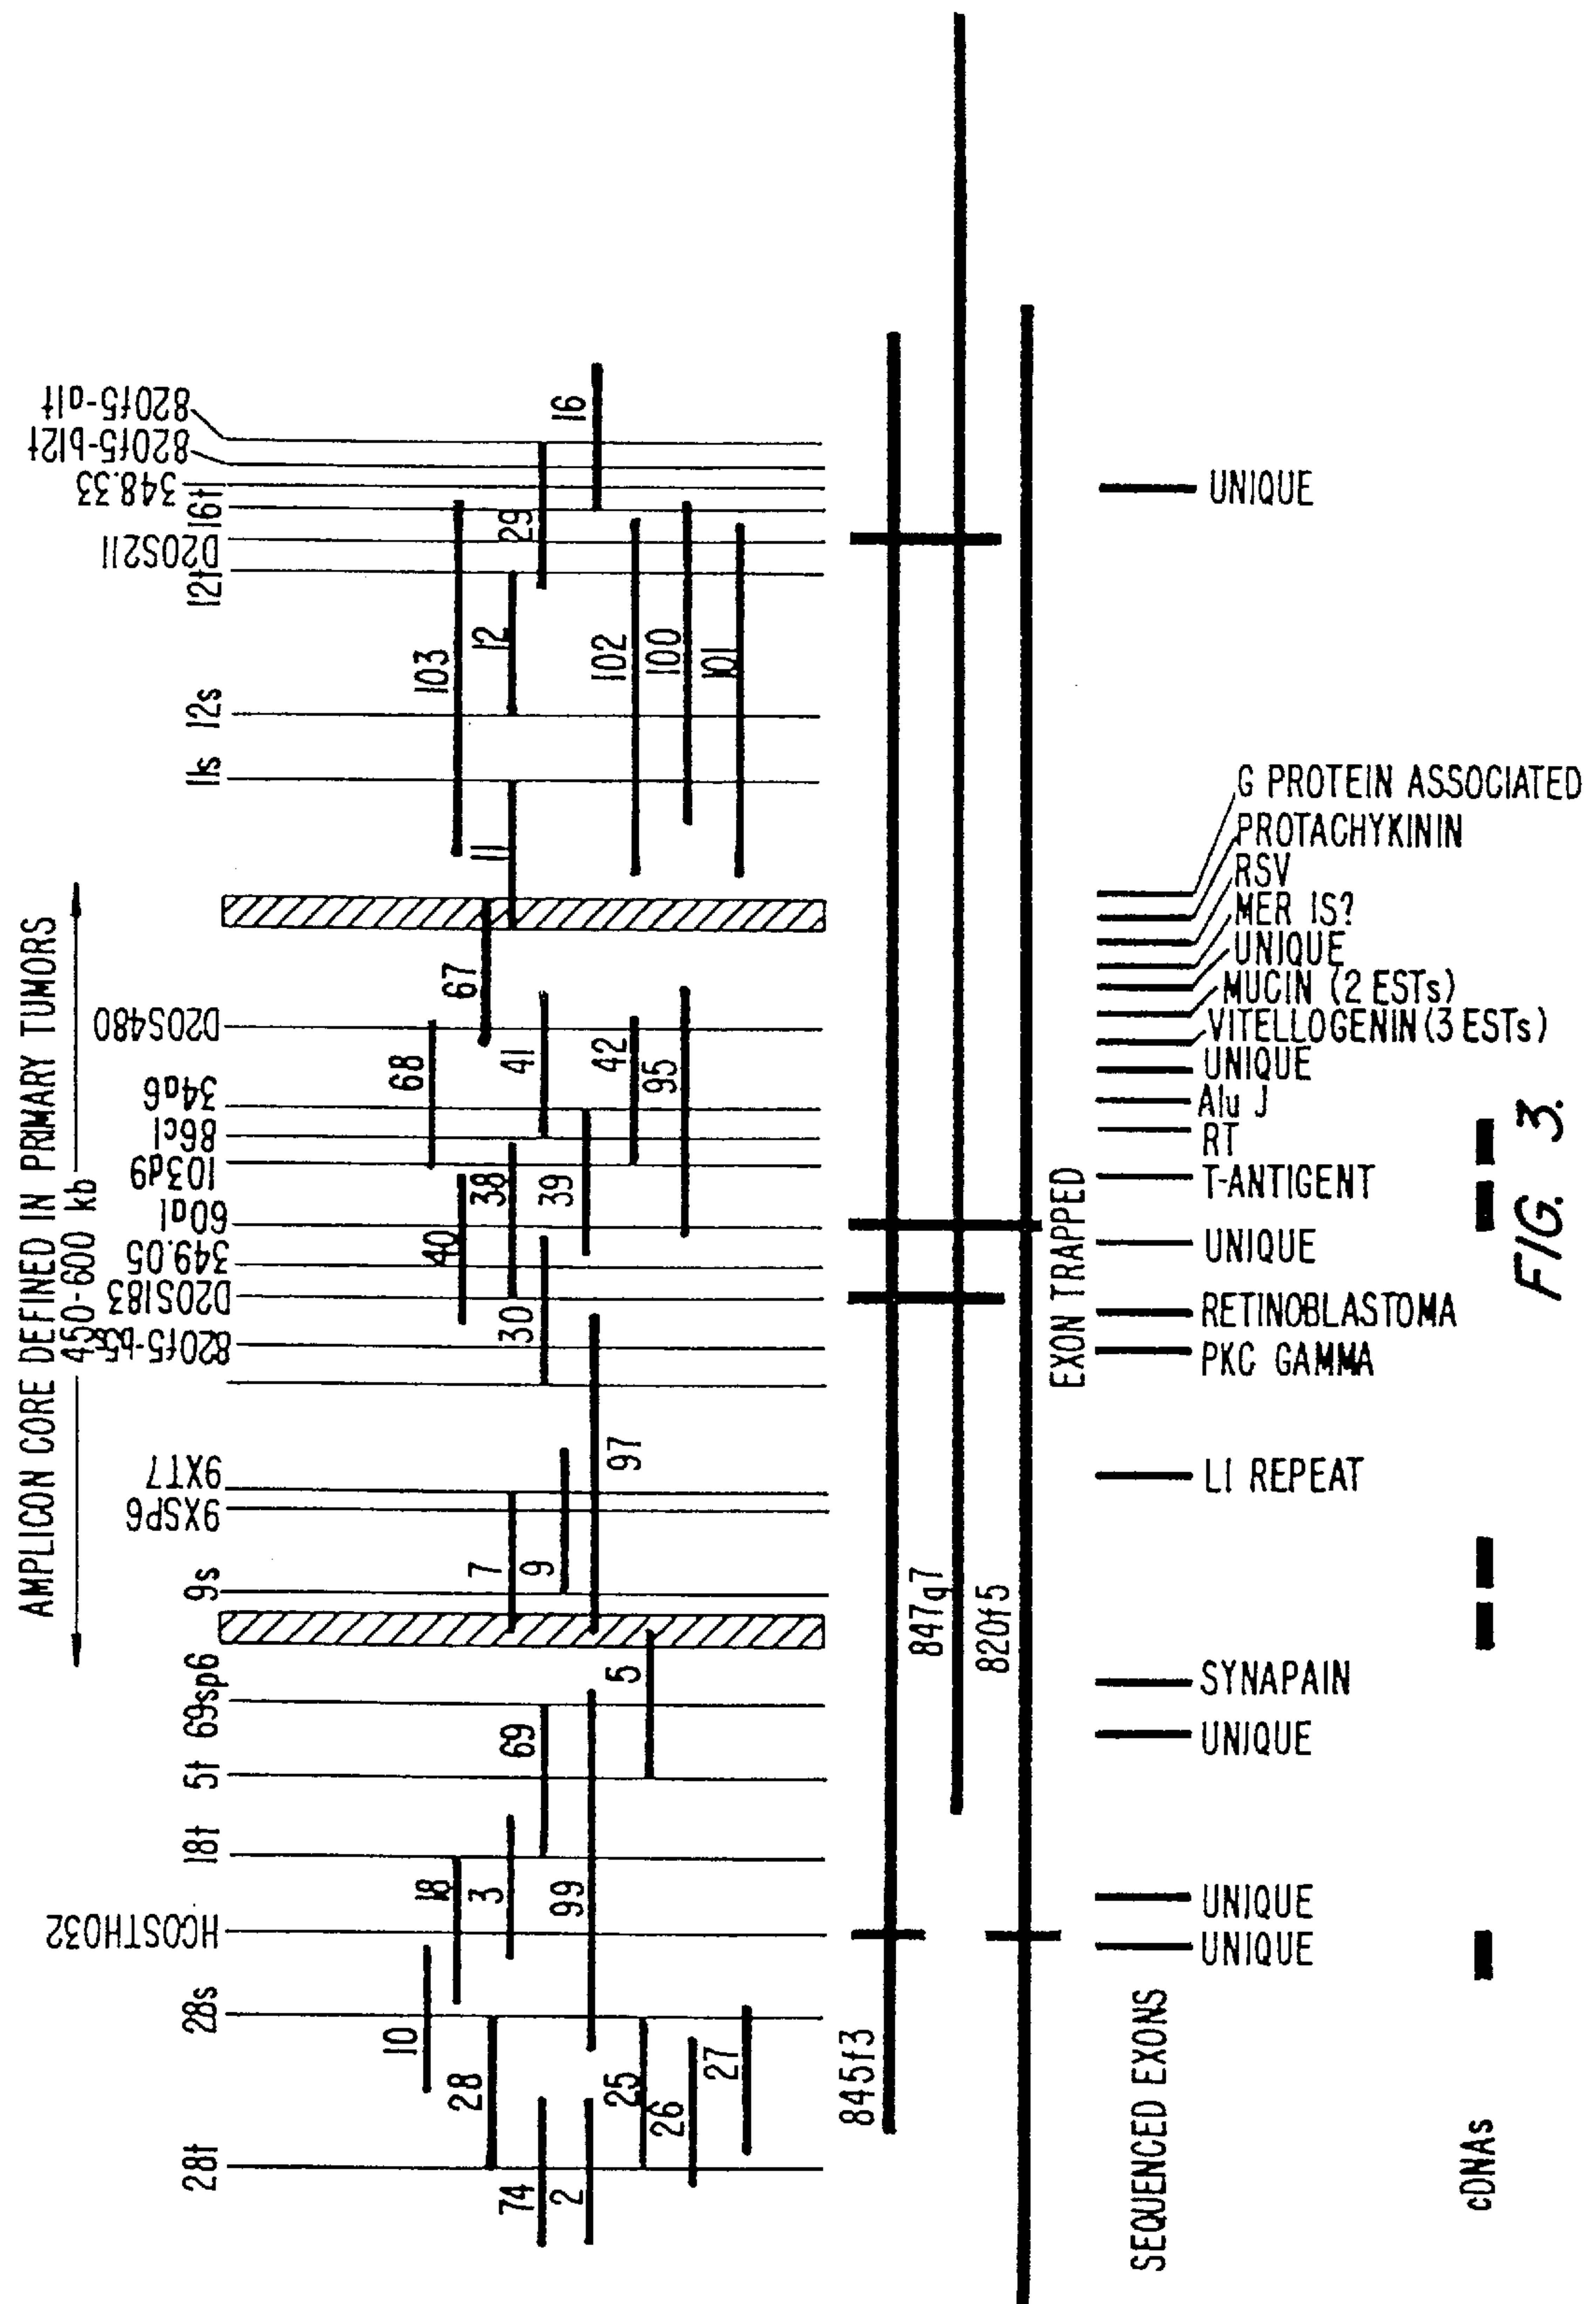 AMPLICON CORE DEFINED IN PRIMARY TUMORS
450-600 kb
28t
28s
HCOSTH032
18t
5t
69sp6
9s
9XSP6
9XT7
820f5-b5
D20S183
349.05
60a1
103d9
86c1
34a6
D20S480
11s
12s
12t
D20S211
16t
348.33
820f5-b12t
820f5-a1t
10
18
40
68
103
28
3
69
7
38
67
11
12
74
2
99
9
30
39
41
29
16
97
25
26
27
5
42
95
102
100
101
845f3
847q7
820f5
EXON TRAPPED
SEQUENCED EXONS
UNIQUE
UNIQUE
UNIQUE
SYNAPAIN
LI REPEAT
PKC GAMMA
RETINOBLASTOMA
UNIQUE
T-ANTIGENT
RT
Alu J
UNIQUE
VITELLOGENIN (3 ESTs)
MUCIN (2 ESTs)
UNIQUE
MER IS?
RSV
PROTACHYKININ
G PROTEIN ASSOCIATED
UNIQUE
cDNAs
FIG. 3.